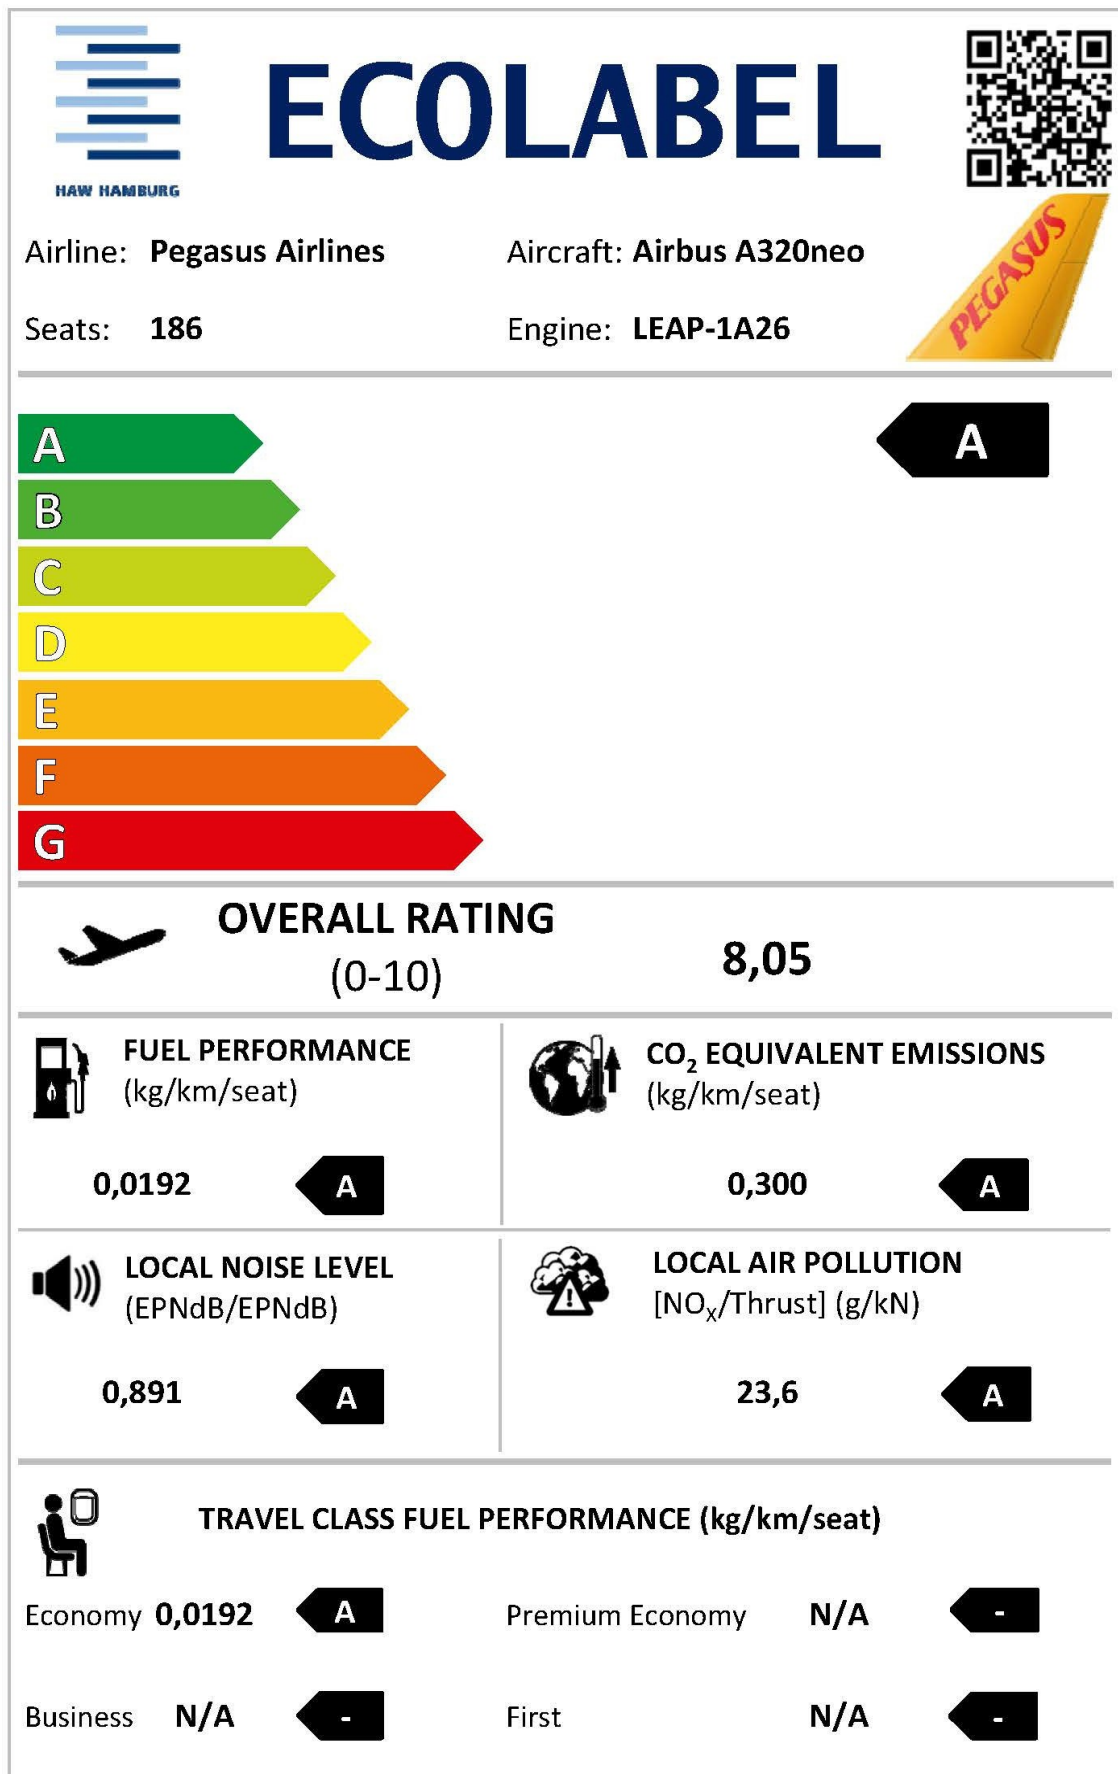 HAW HAMBURG
ECOLABEL
Airline: Pegasus Airlines
Aircraft: Airbus A320neo
PEGASUS
Seats: 186
Engine: LEAP-1A26
A
A
B
C
D
E
F
G
OVERALL RATING
(0-10)
8,05
FUEL PERFORMANCE
(kg/km/seat)
0,0192 A
CO₂ EQUIVALENT EMISSIONS
(kg/km/seat)
0,300 A
LOCAL NOISE LEVEL
(EPNdB/EPNdB)
0,891 A
LOCAL AIR POLLUTION
[NOₓ/Thrust] (g/kN)
23,6 A
TRAVEL CLASS FUEL PERFORMANCE (kg/km/seat)
Economy 0,0192 A
Premium Economy N/A -
Business N/A -
First N/A -